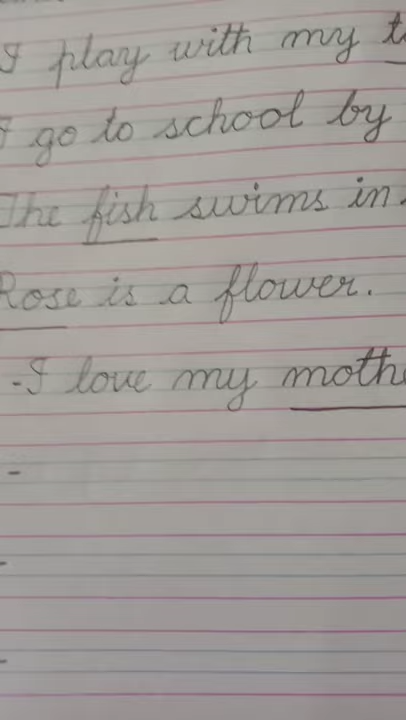 I play with my
I go to school by
The fish swims in
Rose is a flower.
-I love my